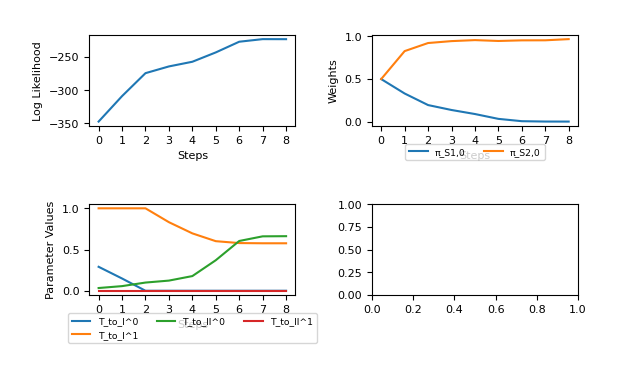 Log Likelihood
−250
−300
−350
0 1 2 3 4 5 6 7 8
Steps
Weights
1.0
0.5
0.0
0 1 2 3 4 5 6 7 8
Steps
π_S1,0 π_S2,0
Parameter Values
1.0
0.5
0.0
0 1 2 3 4 5 6 7 8
Steps
T_to_I^0 T_to_II^0 T_to_II^1
T_to_I^1
1.00
0.75
0.50
0.25
0.00
0.0 0.2 0.4 0.6 0.8 1.0